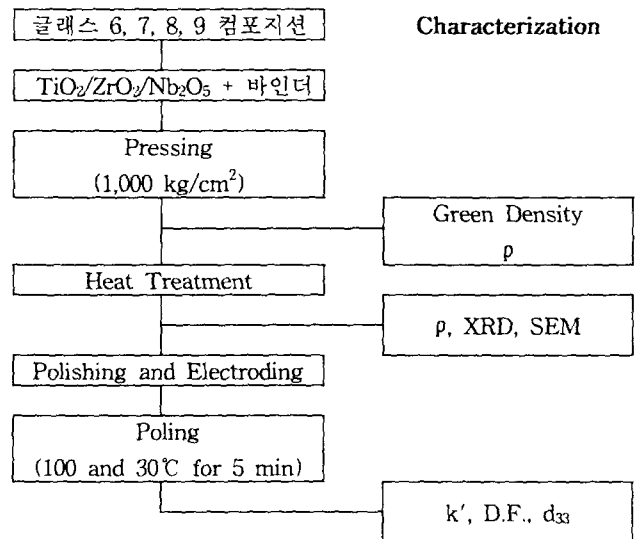 글래스 6, 7, 8, 9 컴포지션
Characterization
TiO₂/ZrO₂/Nb₂O₅ + 바인더
Pressing
(1,000 kg/cm²)
Green Density
ρ
Heat Treatment
ρ, XRD, SEM
Polishing and Electroding
Poling
(100 and 30℃ for 5 min)
k′, D.F., d₃₃